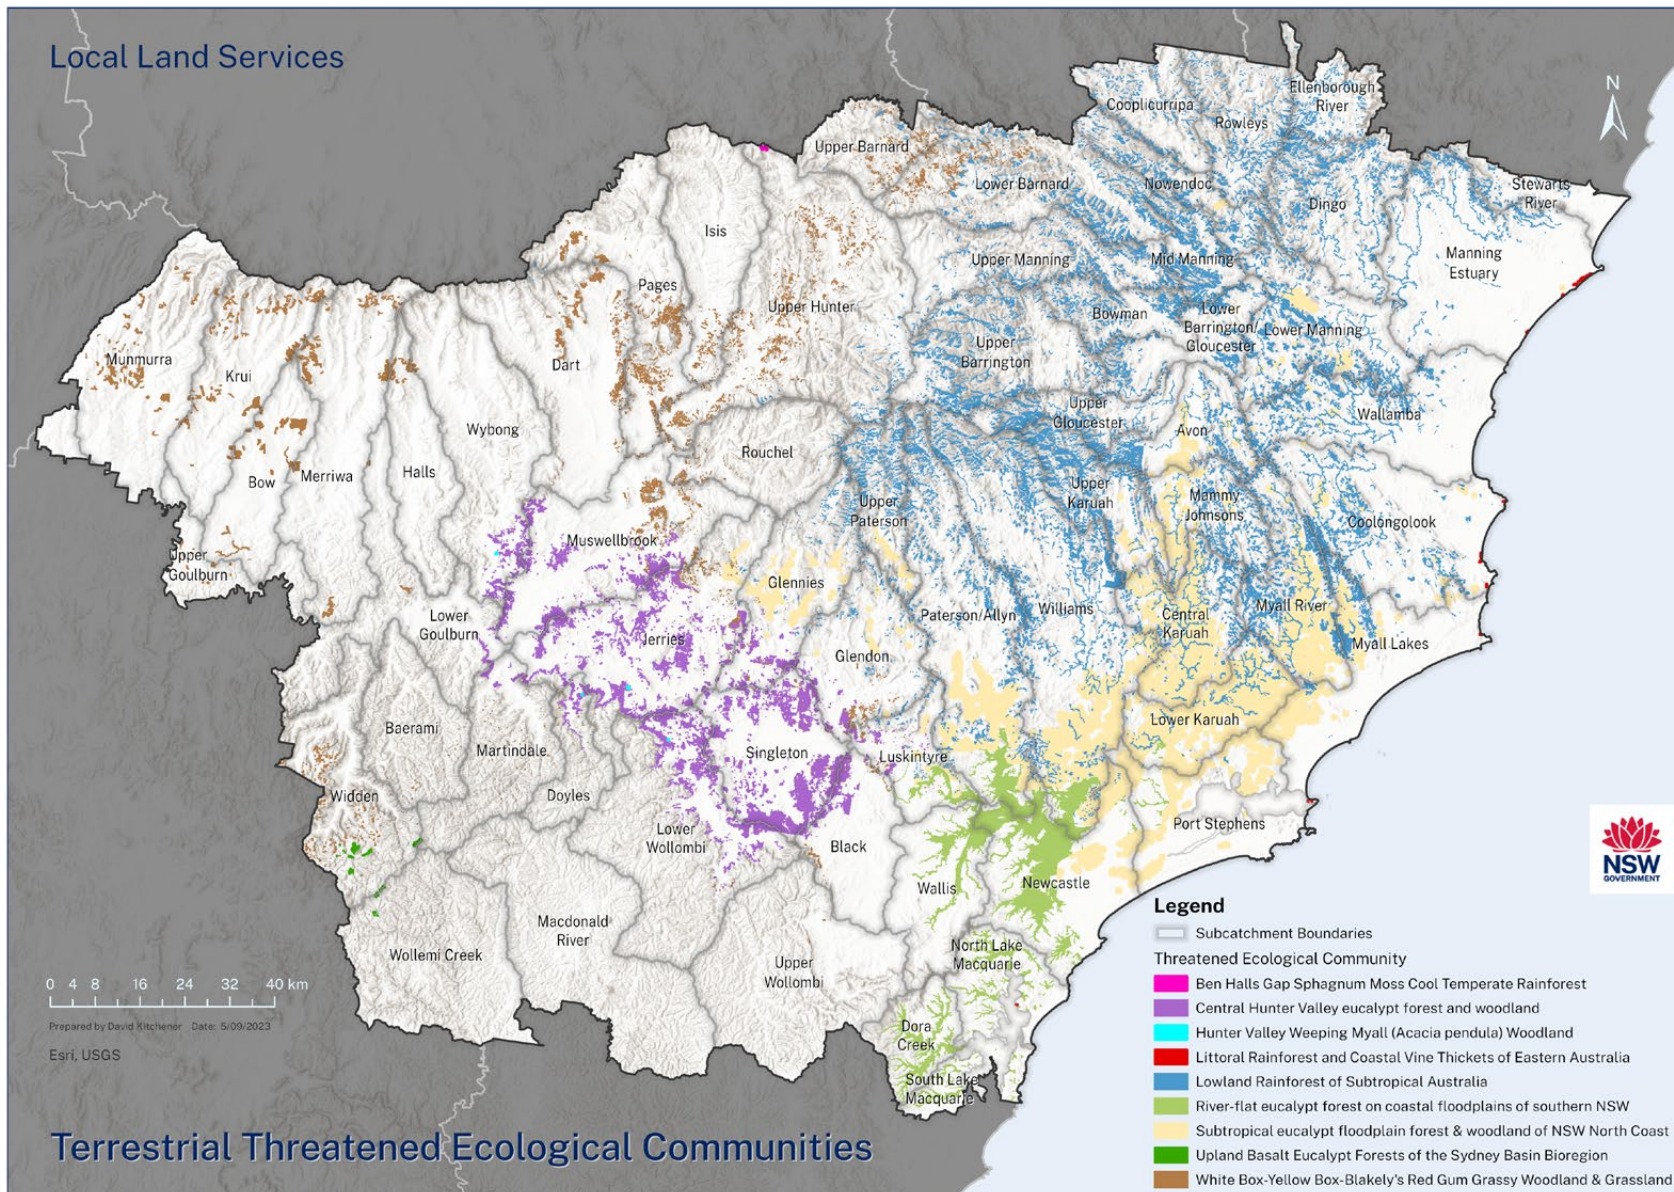 Local Land Services
N
Ellenborough
River
Cooplicurripa
Rowleys
Upper Barnard
Lower Barnard
Nowendoc
Stewarts
River
Dingo
Isis
Manning
Estuary
Upper Manning
Mid Manning
Pages
Upper Hunter
Bowman
Lower
Barrington/
Gloucester
Lower Manning
Upper
Barrington
Munmurra
Krui
Dart
Upper
Gloucester
Wallamba
Avon
Wybong
Rouchel
Halls
Merriwa
Bow
Upper
Karuah
Mammy
Johnsons
Upper
Paterson
Coolongolook
Muswellbrook
Upper
Goulburn
Glennies
Paterson/Allyn
Williams
Central
Karuah
Myall River
Lower
Goulburn
Jerries
Glendon
Myall Lakes
Lower Karuah
Baerami
Martindale
Singleton
Luskintyre
Widden
Doyles
Port Stephens
Lower
Wollombi
Black
Wallis
Newcastle
Macdonald
River
Wollemi Creek
North Lake
Macquarie
Upper
Wollombi
Dora
Creek
South Lake
Macquarie
0 4 8 16 24 32 40 km
Prepared by David Kitchener Date: 5/09/2023
Esri, USGS
Terrestrial Threatened Ecological Communities
NSW
GOVERNMENT
Legend
Subcatchment Boundaries
Threatened Ecological Community
Ben Halls Gap Sphagnum Moss Cool Temperate Rainforest
Central Hunter Valley eucalypt forest and woodland
Hunter Valley Weeping Myall (Acacia pendula) Woodland
Littoral Rainforest and Coastal Vine Thickets of Eastern Australia
Lowland Rainforest of Subtropical Australia
River-flat eucalypt forest on coastal floodplains of southern NSW
Subtropical eucalypt floodplain forest & woodland of NSW North Coast
Upland Basalt Eucalypt Forests of the Sydney Basin Bioregion
White Box-Yellow Box-Blakely's Red Gum Grassy Woodland & Grassland